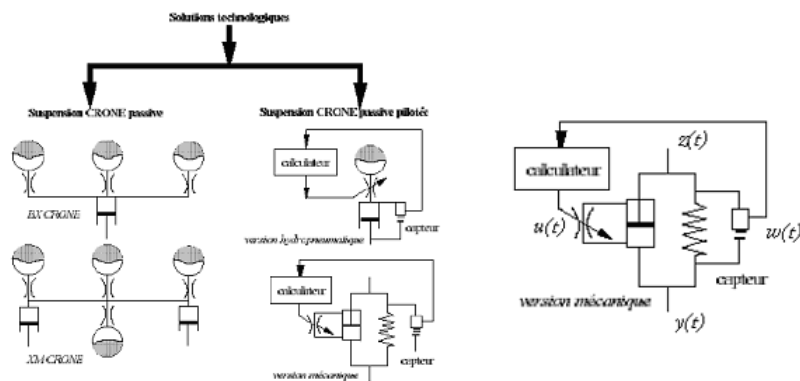 Solutions technologiques
Suspension CRONE passive
Suspension CRONE passive pilotée
calculateur
BX CRONE
capteur
version hydropneumatique
calculateur
XM CRONE
capteur
version mécanique
z(t)
calculateur
u(t)
w(t)
capteur
version mécanique
y(t)